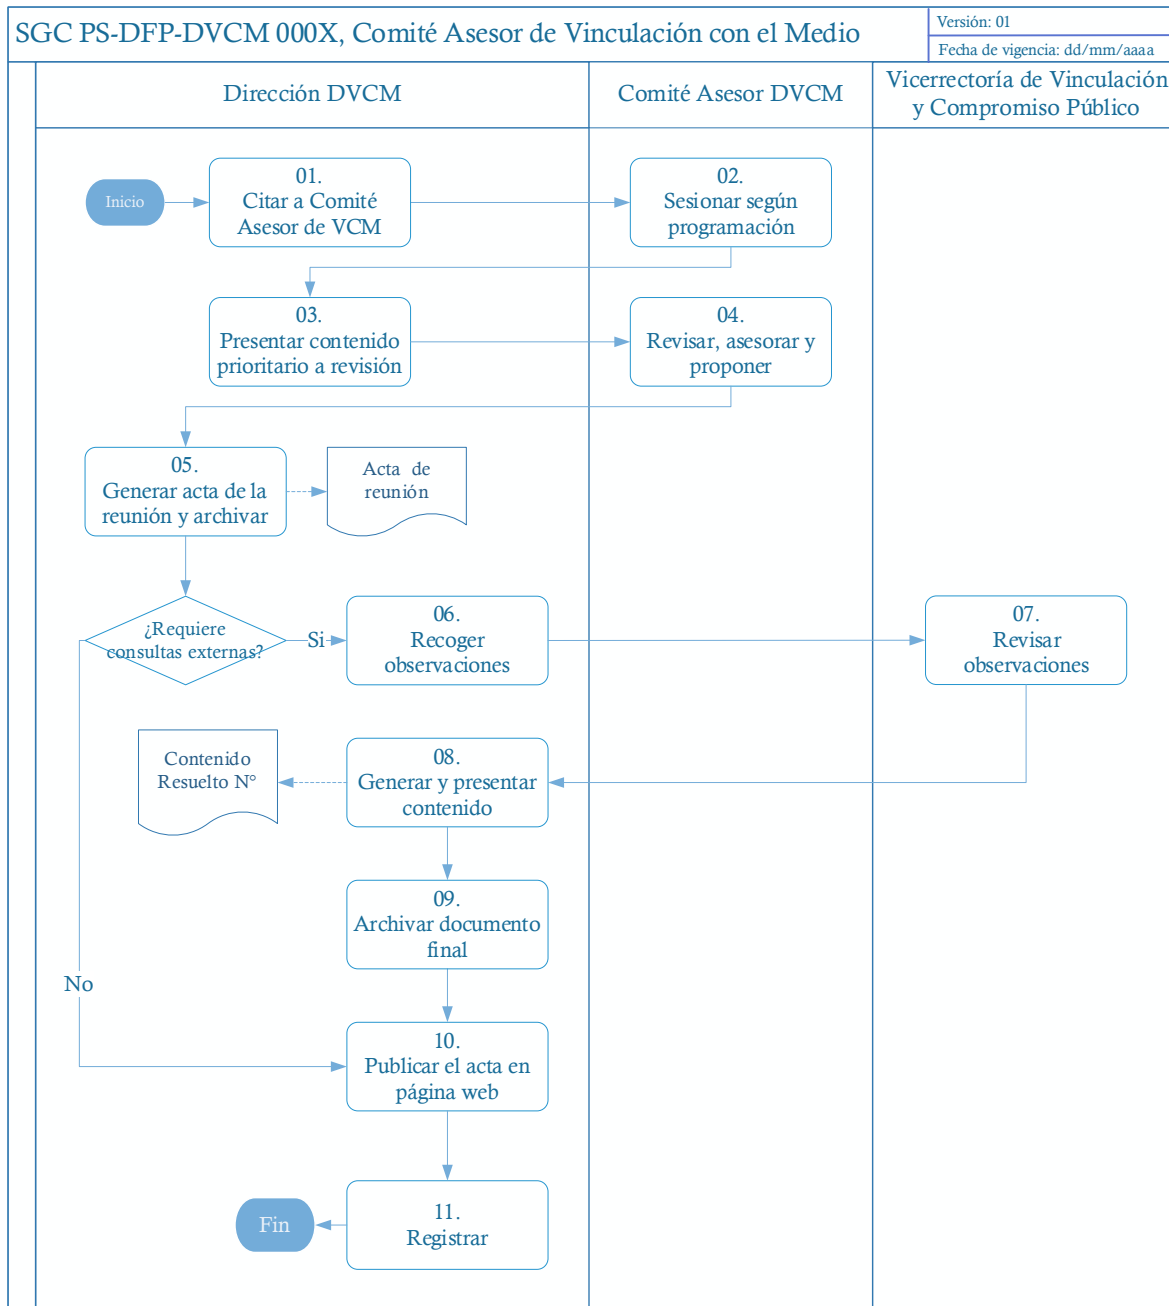 SGC PS-DFP-DVCM 000X, Comité Asesor de Vinculación con el Medio
Versión: 01
Fecha de vigencia: dd/mm/aaaa
Dirección DVCM
Comité Asesor DVCM
Vicerrectoría de Vinculación
y Compromiso Público
Inicio
01.
Citar a Comité
Asesor de VCM
02.
Sesionar según
programación
03.
Presentar contenido
prioritario a revisión
04.
Revisar, asesorar y
proponer
05.
Generar acta de la
reunión y archivar
Acta de
reunión
¿Requiere
consultas externas?
Si
06.
Recoger
observaciones
07.
Revisar
observaciones
Contenido
Resuelto N°
08.
Generar y presentar
contenido
09.
Archivar documento
final
No
10.
Publicar el acta en
página web
11.
Registrar
Fin